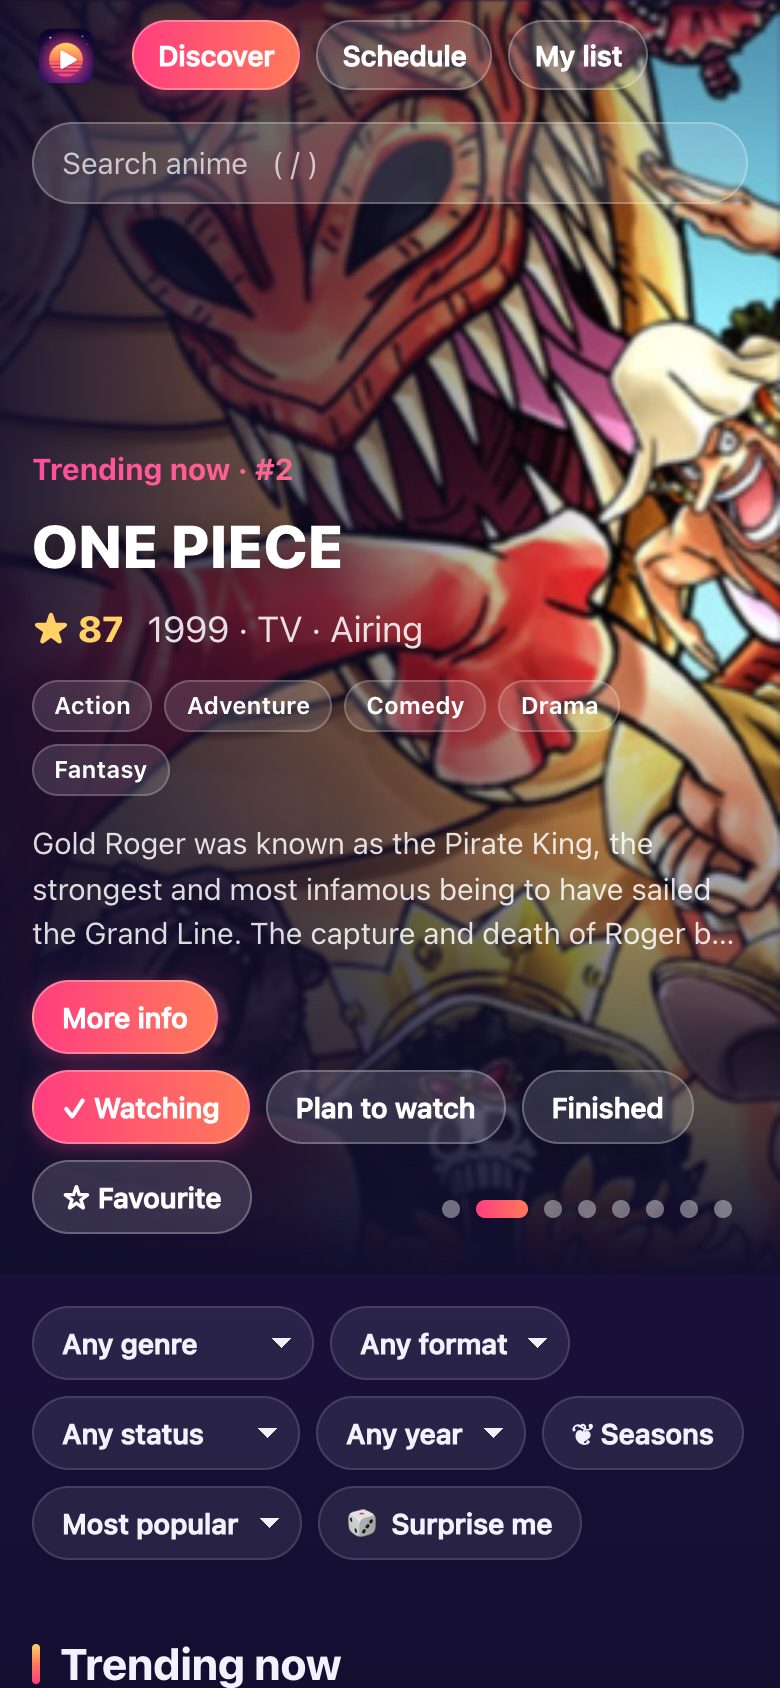 Discover Schedule My list
Search anime ( / )
Trending now · #2
ONE PIECE
★ 87 1999 · TV · Airing
Action Adventure Comedy Drama
Fantasy
Gold Roger was known as the Pirate King, the
strongest and most infamous being to have sailed
the Grand Line. The capture and death of Roger b...
More info
✓ Watching Plan to watch Finished
☆ Favourite
Any genre Any format
Any status Any year ❦ Seasons
Most popular 🎲 Surprise me
Trending now